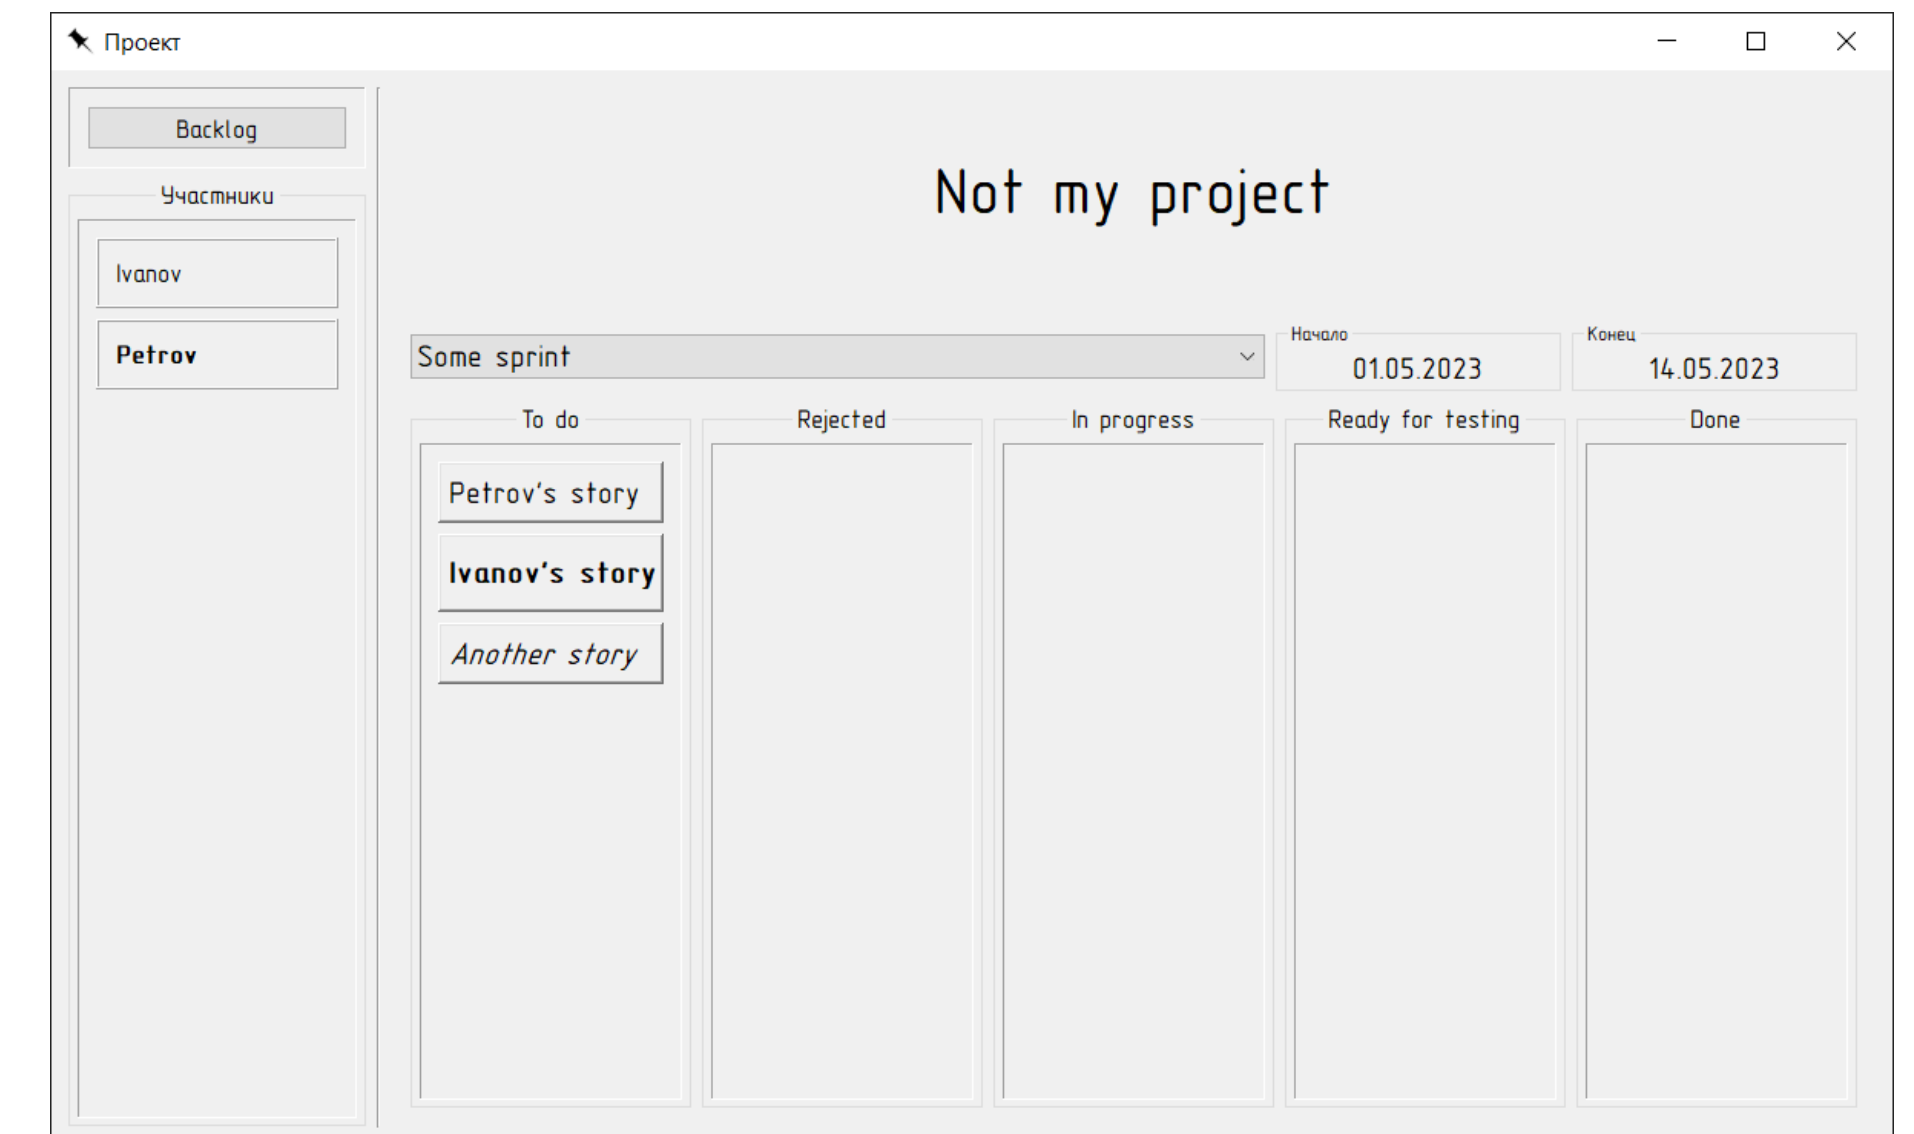 Проект
Backlog
Участники
Ivanov
Petrov
Not my project
Some sprint
Начало
01.05.2023
Конец
14.05.2023
To do
Rejected
In progress
Ready for testing
Done
Petrov's story
Ivanov's story
Another story